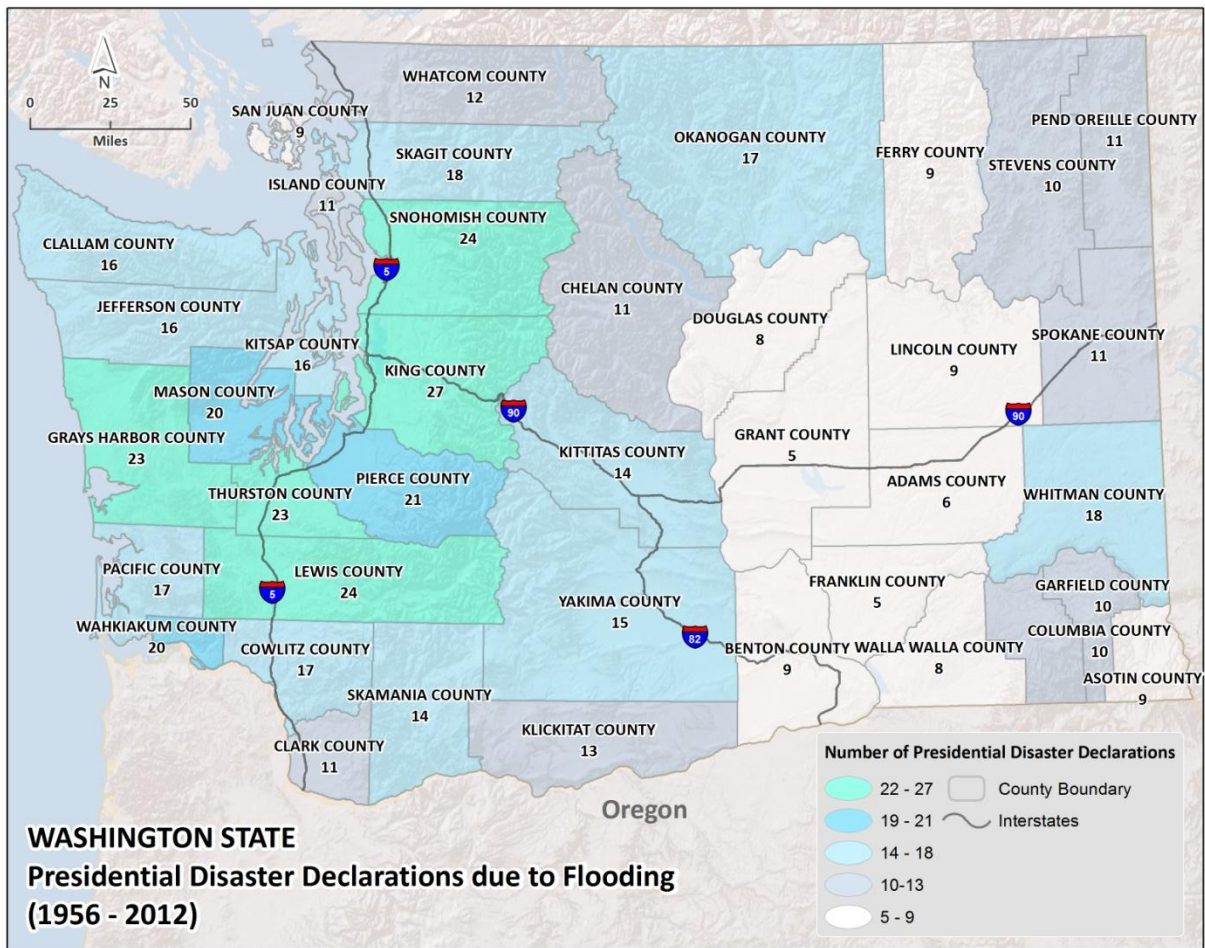 N
0 25 50
Miles
WHATCOM COUNTY
12
SAN JUAN COUNTY
9
SKAGIT COUNTY
18
ISLAND COUNTY
11
OKANOGAN COUNTY
17
FERRY COUNTY
9
PEND OREILLE COUNTY
11
STEVENS COUNTY
10
SNOHOMISH COUNTY
24
CLALLAM COUNTY
16
5
JEFFERSON COUNTY
16
CHELAN COUNTY
11
DOUGLAS COUNTY
8
KITSAP COUNTY
16
LINCOLN COUNTY
9
SPOKANE COUNTY
11
KING COUNTY
27
MASON COUNTY
20
90
90
GRAYS HARBOR COUNTY
23
GRANT COUNTY
5
KITTITAS COUNTY
14
PIERCE COUNTY
21
ADAMS COUNTY
6
THURSTON COUNTY
23
WHITMAN COUNTY
18
PACIFIC COUNTY
17
LEWIS COUNTY
24
5
FRANKLIN COUNTY
5
GARFIELD COUNTY
10
YAKIMA COUNTY
15
WAHKIAKUM COUNTY
20
COLUMBIA COUNTY
10
82
COWLITZ COUNTY
17
BENTON COUNTY
9
WALLA WALLA COUNTY
8
ASOTIN COUNTY
9
SKAMANIA COUNTY
14
KLICKITAT COUNTY
13
CLARK COUNTY
11
Oregon
Number of Presidential Disaster Declarations
22 - 27 County Boundary
19 - 21 Interstates
14 - 18
10-13
5 - 9
WASHINGTON STATE
Presidential Disaster Declarations due to Flooding
(1956 - 2012)